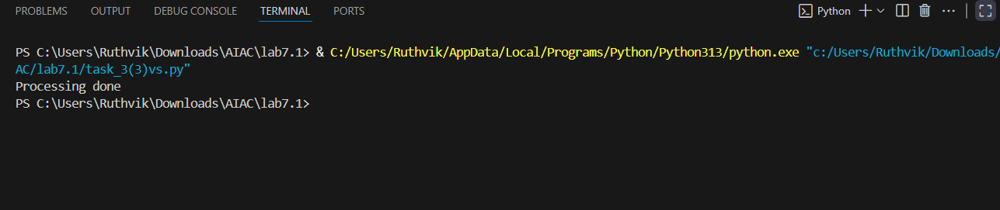 PROBLEMS OUTPUT DEBUG CONSOLE TERMINAL PORTS Python
PS C:\Users\Ruthvik\Downloads\AIAC\lab7.1> & C:/Users/Ruthvik/AppData/Local/Programs/Python/Python313/python.exe "c:/Users/Ruthvik/Downloads/
AC/lab7.1/task_3(3)vs.py"
Processing done
PS C:\Users\Ruthvik\Downloads\AIAC\lab7.1>